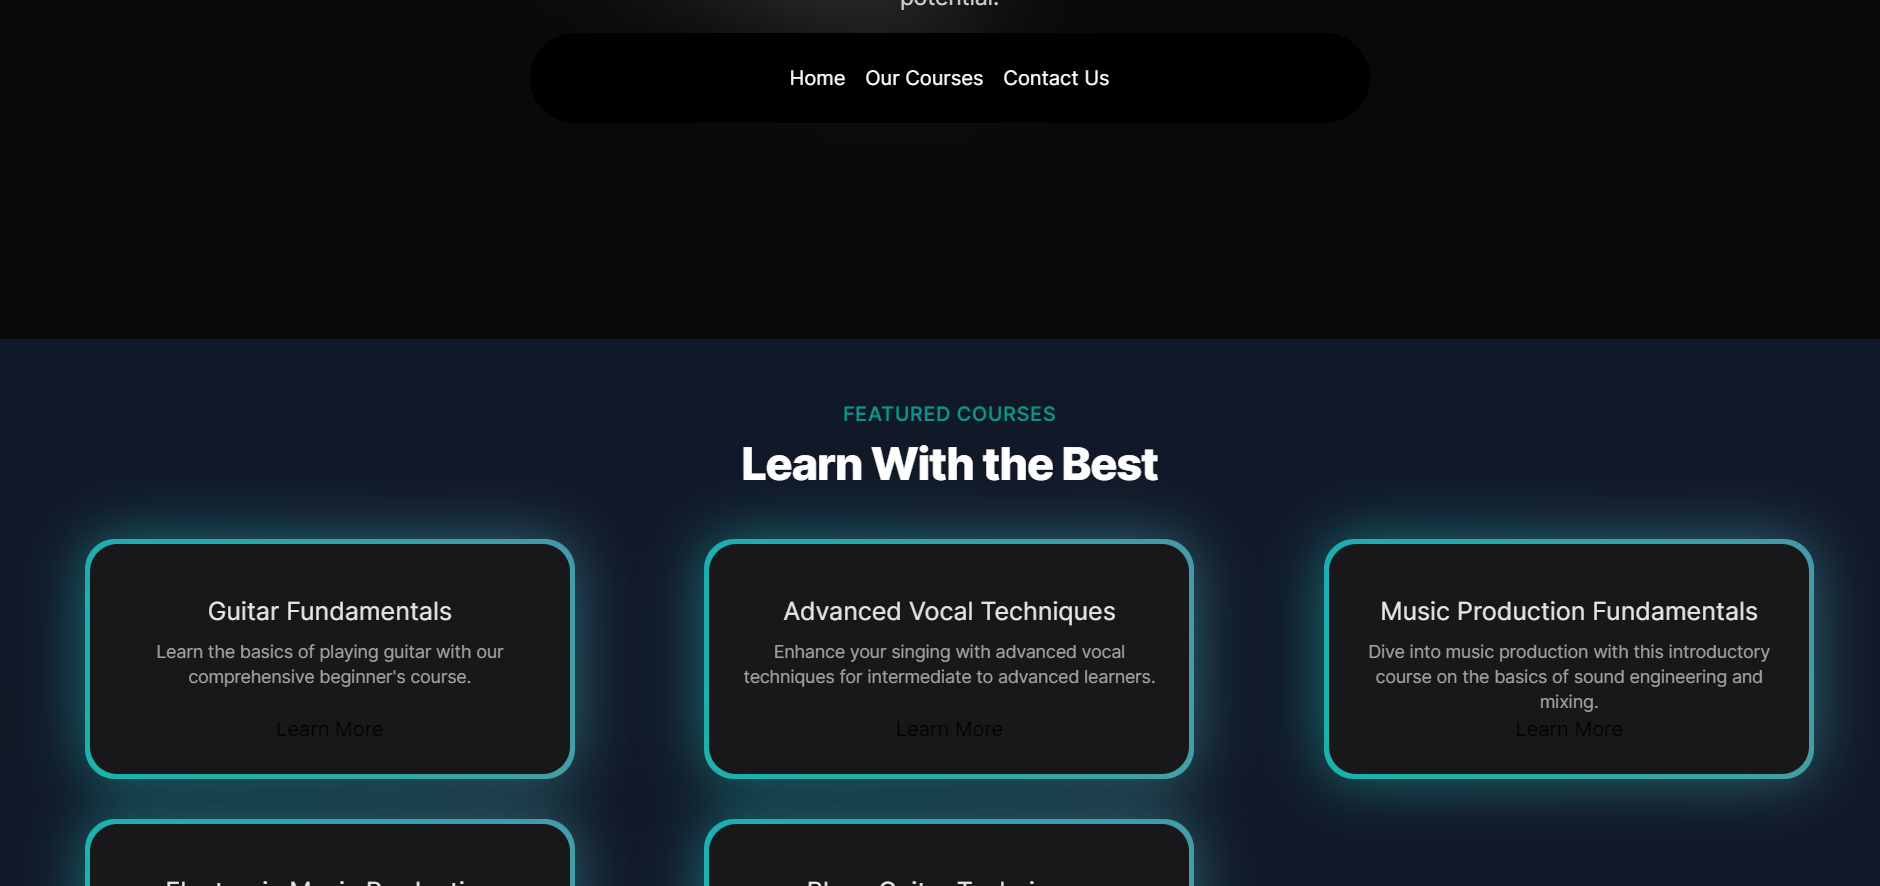 potential.
Home Our Courses Contact Us
FEATURED COURSES
Learn With the Best
Guitar Fundamentals
Learn the basics of playing guitar with our
comprehensive beginner's course.
Learn More
Advanced Vocal Techniques
Enhance your singing with advanced vocal
techniques for intermediate to advanced learners.
Learn More
Music Production Fundamentals
Dive into music production with this introductory
course on the basics of sound engineering and
mixing.
Learn More